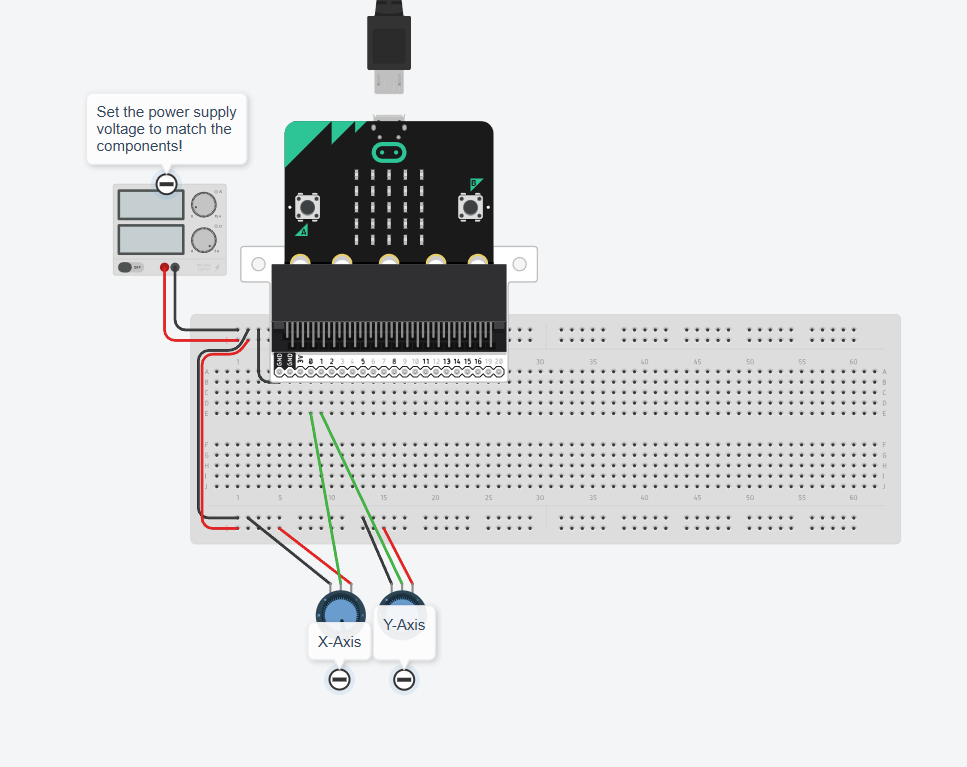 Set the power supply
voltage to match the
components!
B
A
OFF
GND GND 3V 0 1 2 3 4 5 6 7 8 9 10 11 12 13 14 15 16 19 20
1 30 35 40 45 50 55 60
A A
B B
C C
D D
E E
F F
G G
H H
I I
J J
1 5 10 15 20 25 30 35 40 45 50 55 60
X-Axis
Y-Axis